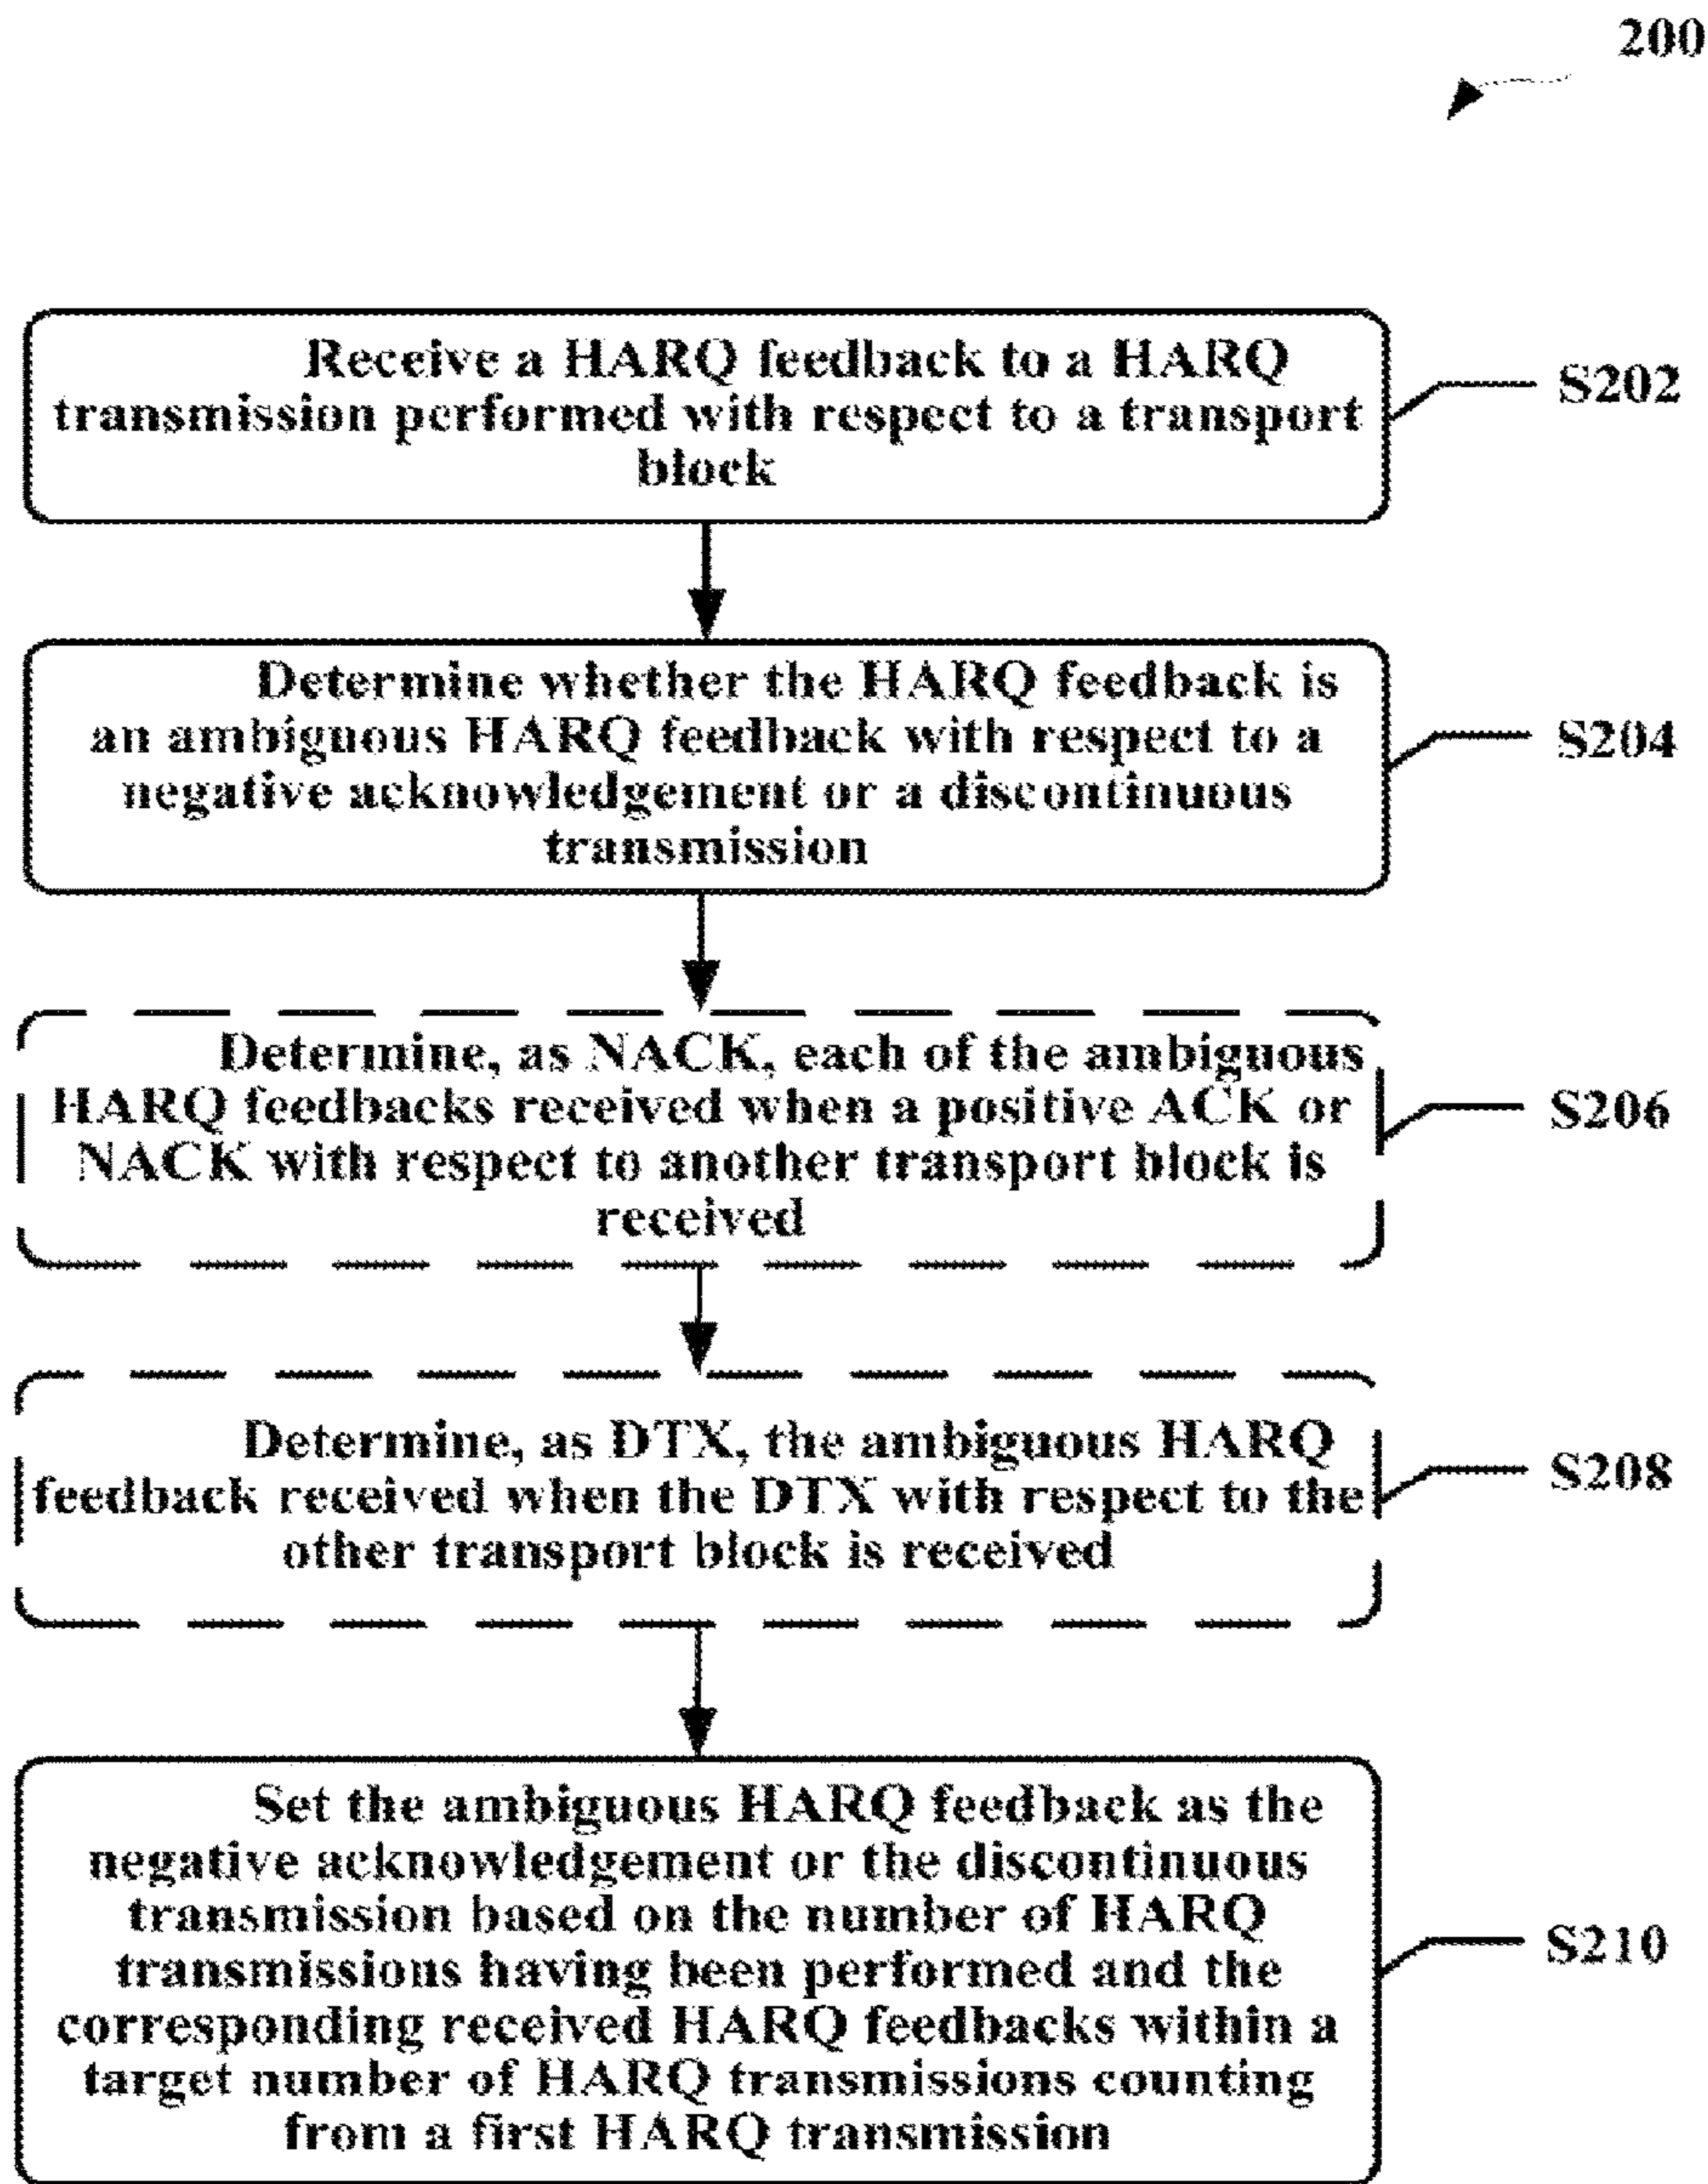 200
Receive a HARQ feedback to a HARQ
transmission performed with respect to a transport
block
S202
Determine whether the HARQ feedback is
an ambiguous HARQ feedback with respect to a
negative acknowledgement or a discontinuous
transmission
S204
Determine, as NACK, each of the ambiguous
HARQ feedbacks received when a positive ACK or
NACK with respect to another transport block is
received
S206
Determine, as DTX, the ambiguous HARQ
feedback received when the DTX with respect to the
other transport block is received
S208
Set the ambiguous HARQ feedback as the
negative acknowledgement or the discontinuous
transmission based on the number of HARQ
transmissions having been performed and the
corresponding received HARQ feedbacks within a
target number of HARQ transmissions counting
from a first HARQ transmission
S210